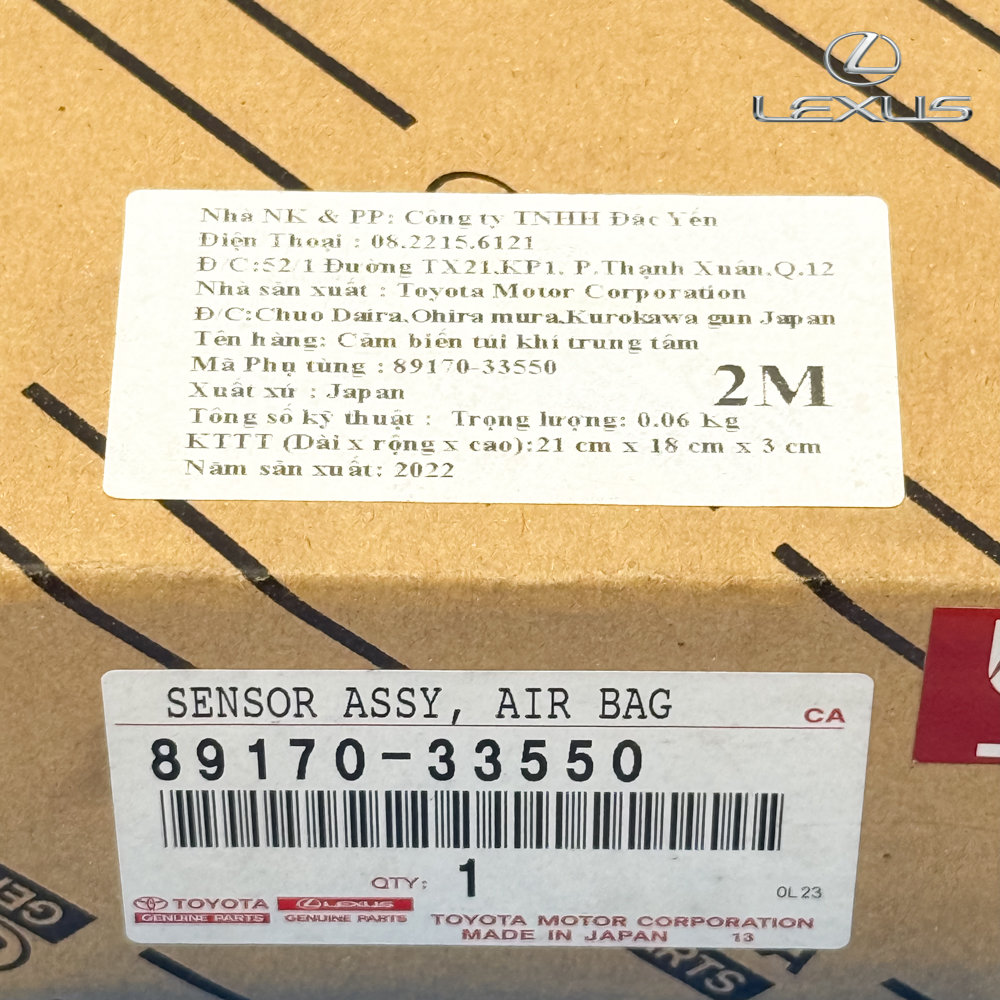 LEXUS
Nhà NK & PP: Công ty TNHH Đắc Yến
Điện Thoại : 08.2215.6121
Đ/C:52/1 Đường TX21.KP1. P.Thạnh Xuân.Q.12
Nhà sản xuất : Toyota Motor Corporation
Đ/C:Chuo Daira.Ohira mura.Kurokawa gun Japan
Tên hàng: Cảm biến túi khí trung tâm
Mã Phụ tùng : 89170-33550
2M
Xuất xứ : Japan
Tông số kỹ thuật : Trọng lượng: 0.06 Kg
KTTT (Dài x rộng x cao):21 cm x 18 cm x 3 cm
Năm sản xuất: 2022
SENSOR ASSY, AIR BAG
CA
89170-33550
QTY: 1
0L23
TOYOTA LEXUS
GENUINE PARTS GENUINE PARTS
TOYOTA MOTOR CORPORATION
MADE IN JAPAN 13
GEN
RTS